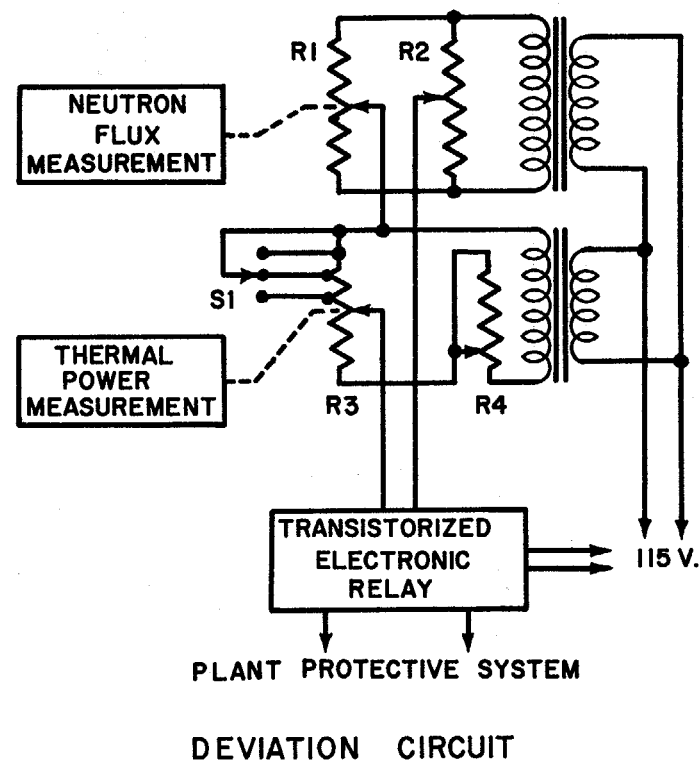 R1
R2
NEUTRON
FLUX
MEASUREMENT
S1
THERMAL
POWER
MEASUREMENT
R3
R4
TRANSISTORIZED
ELECTRONIC
RELAY
115 V.
PLANT PROTECTIVE SYSTEM
DEVIATION CIRCUIT